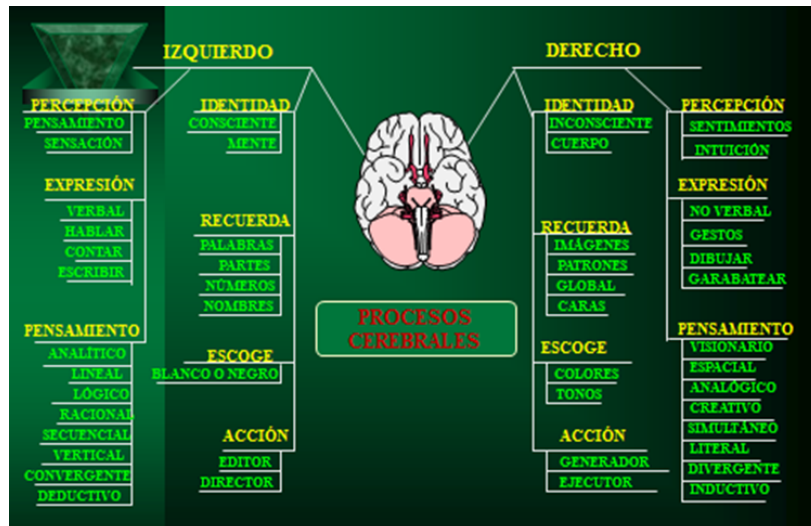 IZQUIERDO
PERCEPCIÓN
PENSAMIENTO
SENSACIÓN
EXPRESIÓN
VERBAL
HABLAR
CONTAR
ESCRIBIR
PENSAMIENTO
ANALÍTICO
LINEAL
LÓGICO
RACIONAL
SECUENCIAL
VERTICAL
CONVERGENTE
DEDUCTIVO
IDENTIDAD
CONSCIENTE
MENTE
RECUERDA
PALABRAS
PARTES
NÚMEROS
NOMBRES
ESCOGE
BLANCO O NEGRO
ACCIÓN
EDITOR
DIRECTOR
PROCESOS
CEREBRALES
DERECHO
IDENTIDAD
INCONSCIENTE
CUERPO
RECUERDA
IMÁGENES
PATRONES
GLOBAL
CARAS
ESCOGE
COLORES
TONOS
ACCIÓN
GENERADOR
EJECUTOR
PERCEPCIÓN
SENTIMIENTOS
INTUICIÓN
EXPRESIÓN
NO VERBAL
GESTOS
DIBUJAR
GARABATEAR
PENSAMIENTO
VISIONARIO
ESPACIAL
ANALÓGICO
CREATIVO
SIMULTÁNEO
LITERAL
DIVERGENTE
INDUCTIVO